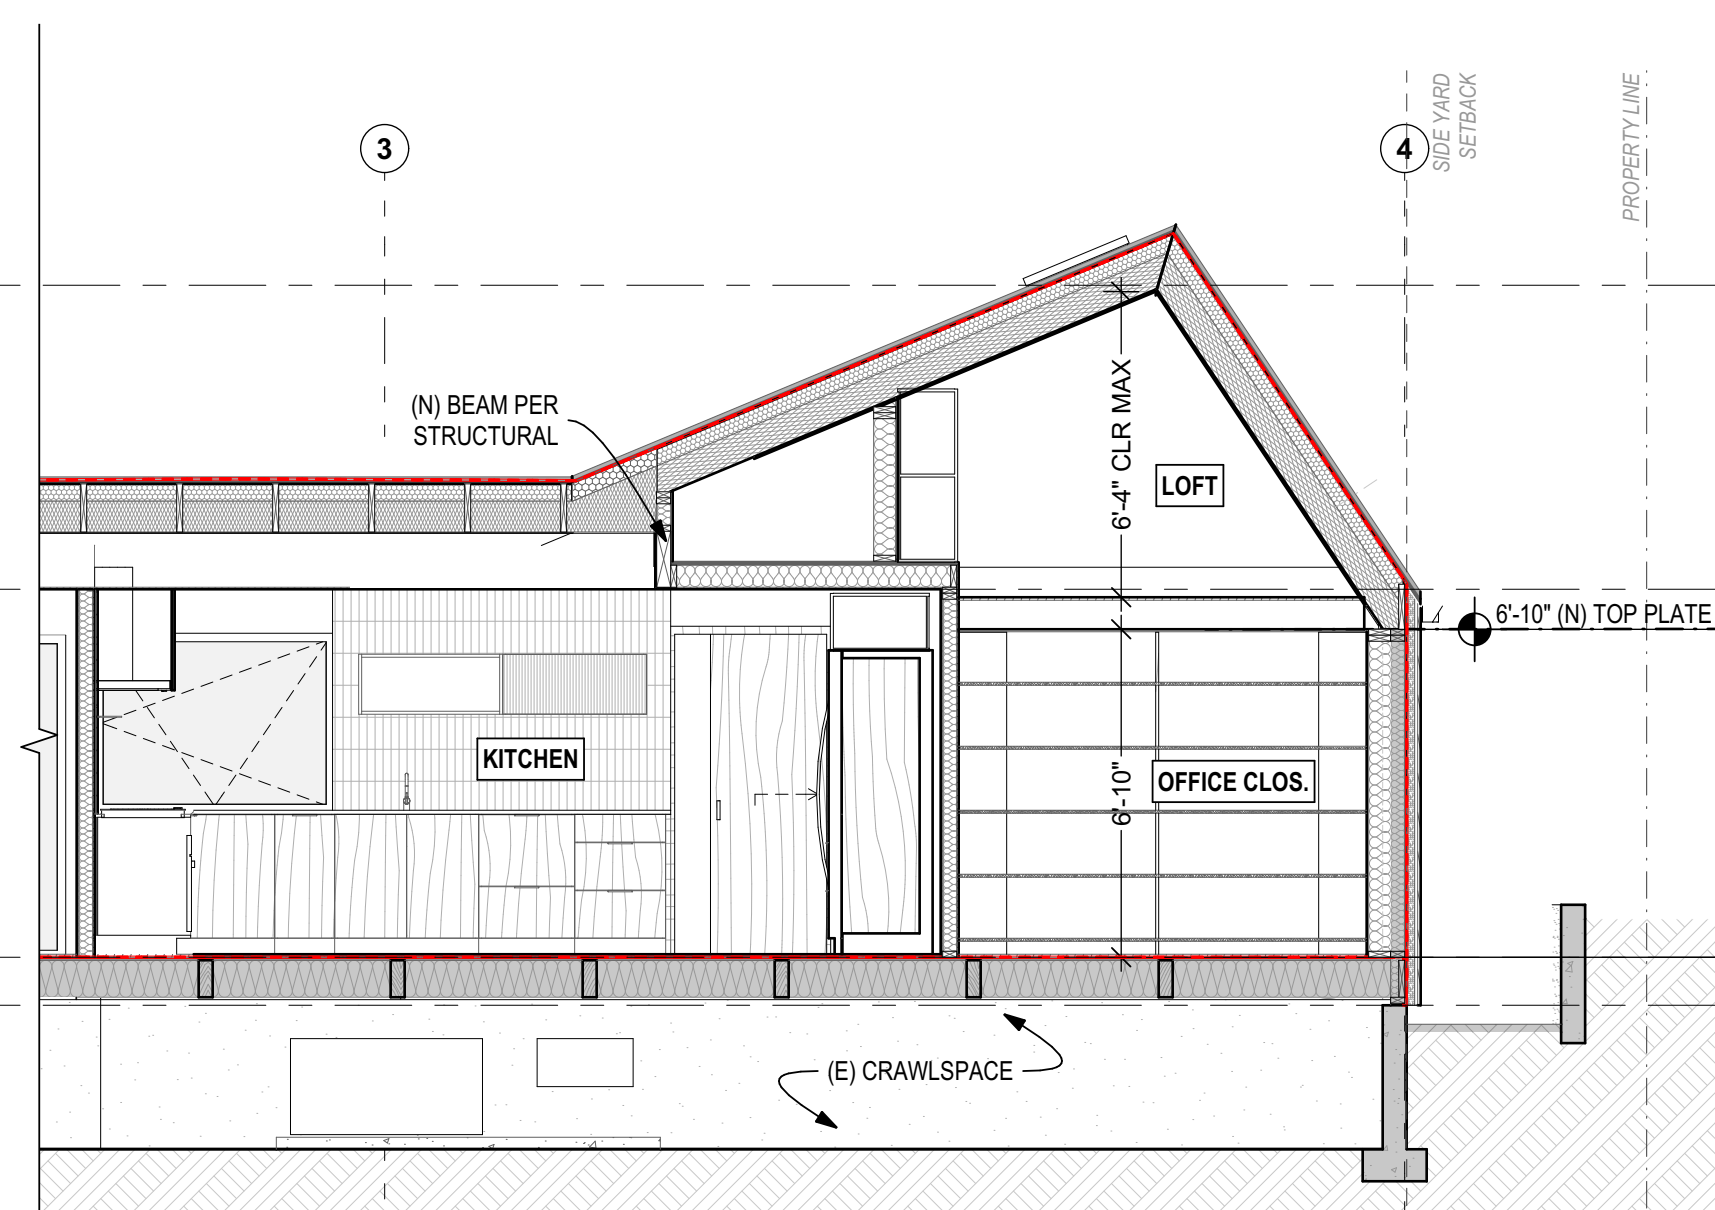 3
4
SIDE YARD
SETBACK
PROPERTY LINE
(N) BEAM PER
STRUCTURAL
6'-4" CLR MAX
LOFT
6'-10" (N) TOP PLATE
KITCHEN
6'-10"
OFFICE CLOS.
(E) CRAWLSPACE